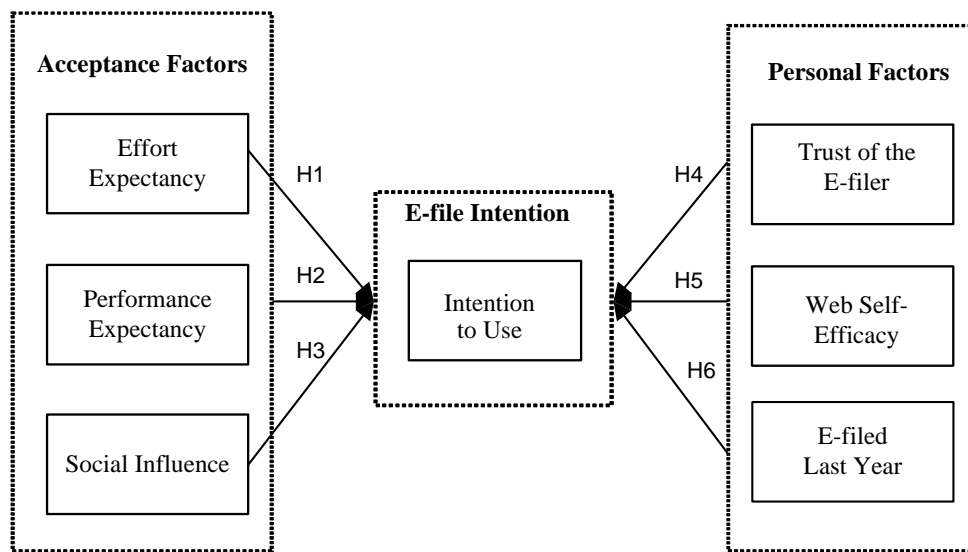 Acceptance Factors
Effort
Expectancy
Performance
Expectancy
Social Influence
H1
H2
H3
E-file Intention
Intention
to Use
H4
H5
H6
Personal Factors
Trust of the
E-filer
Web Self-
Efficacy
E-filed
Last Year